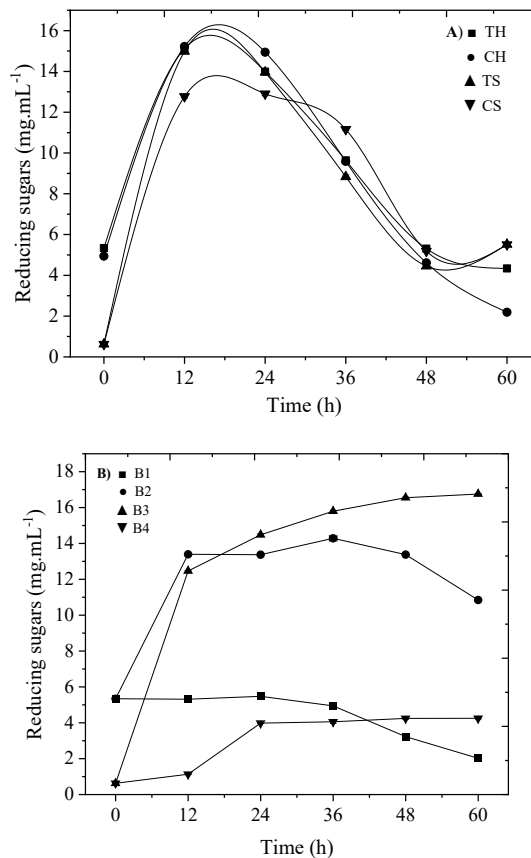 A) TH
CH
TS
CS
Reducing sugars (mg.mL⁻¹)
16
14
12
10
8
6
4
2
0
0 12 24 36 48 60
Time (h)
B) B1
B2
B3
B4
Reducing sugars (mg.mL⁻¹)
18
16
14
12
10
8
6
4
2
0
0 12 24 36 48 60
Time (h)